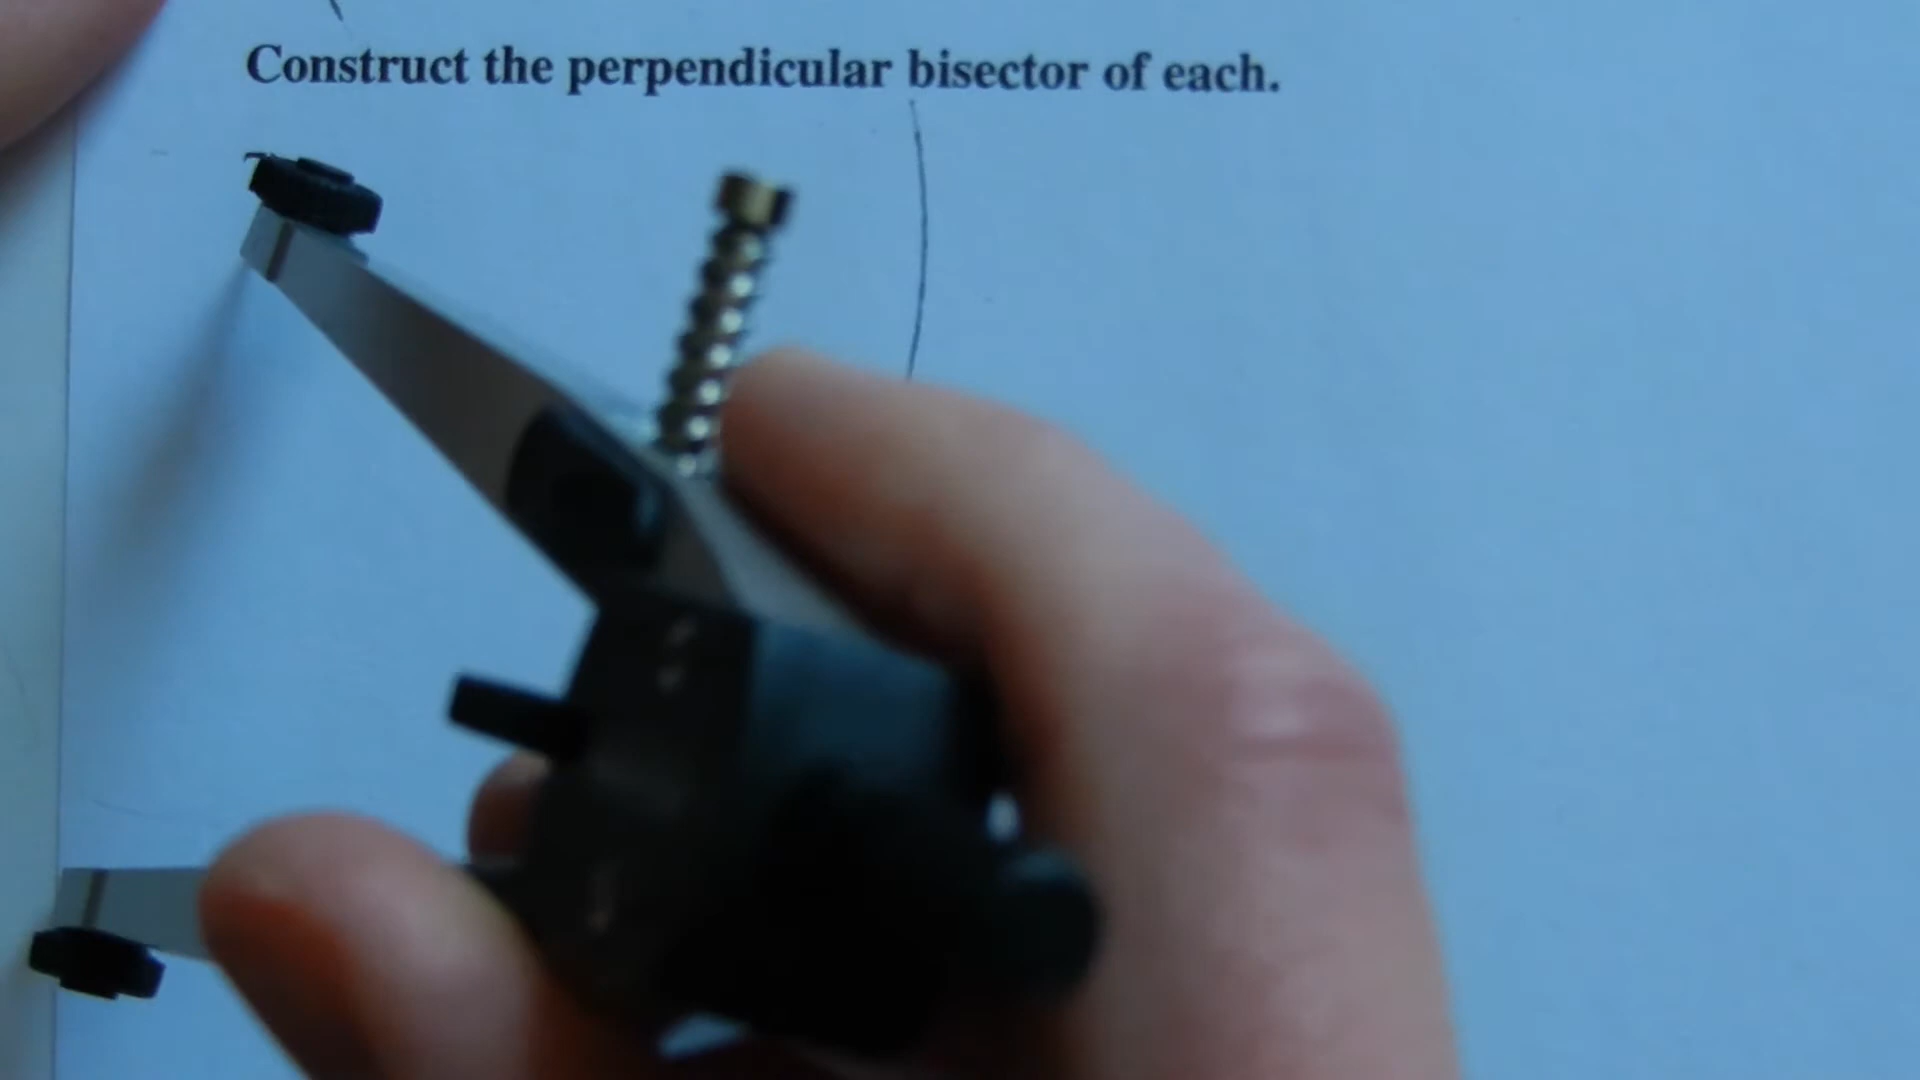 Construct the perpendicular bisector of each.